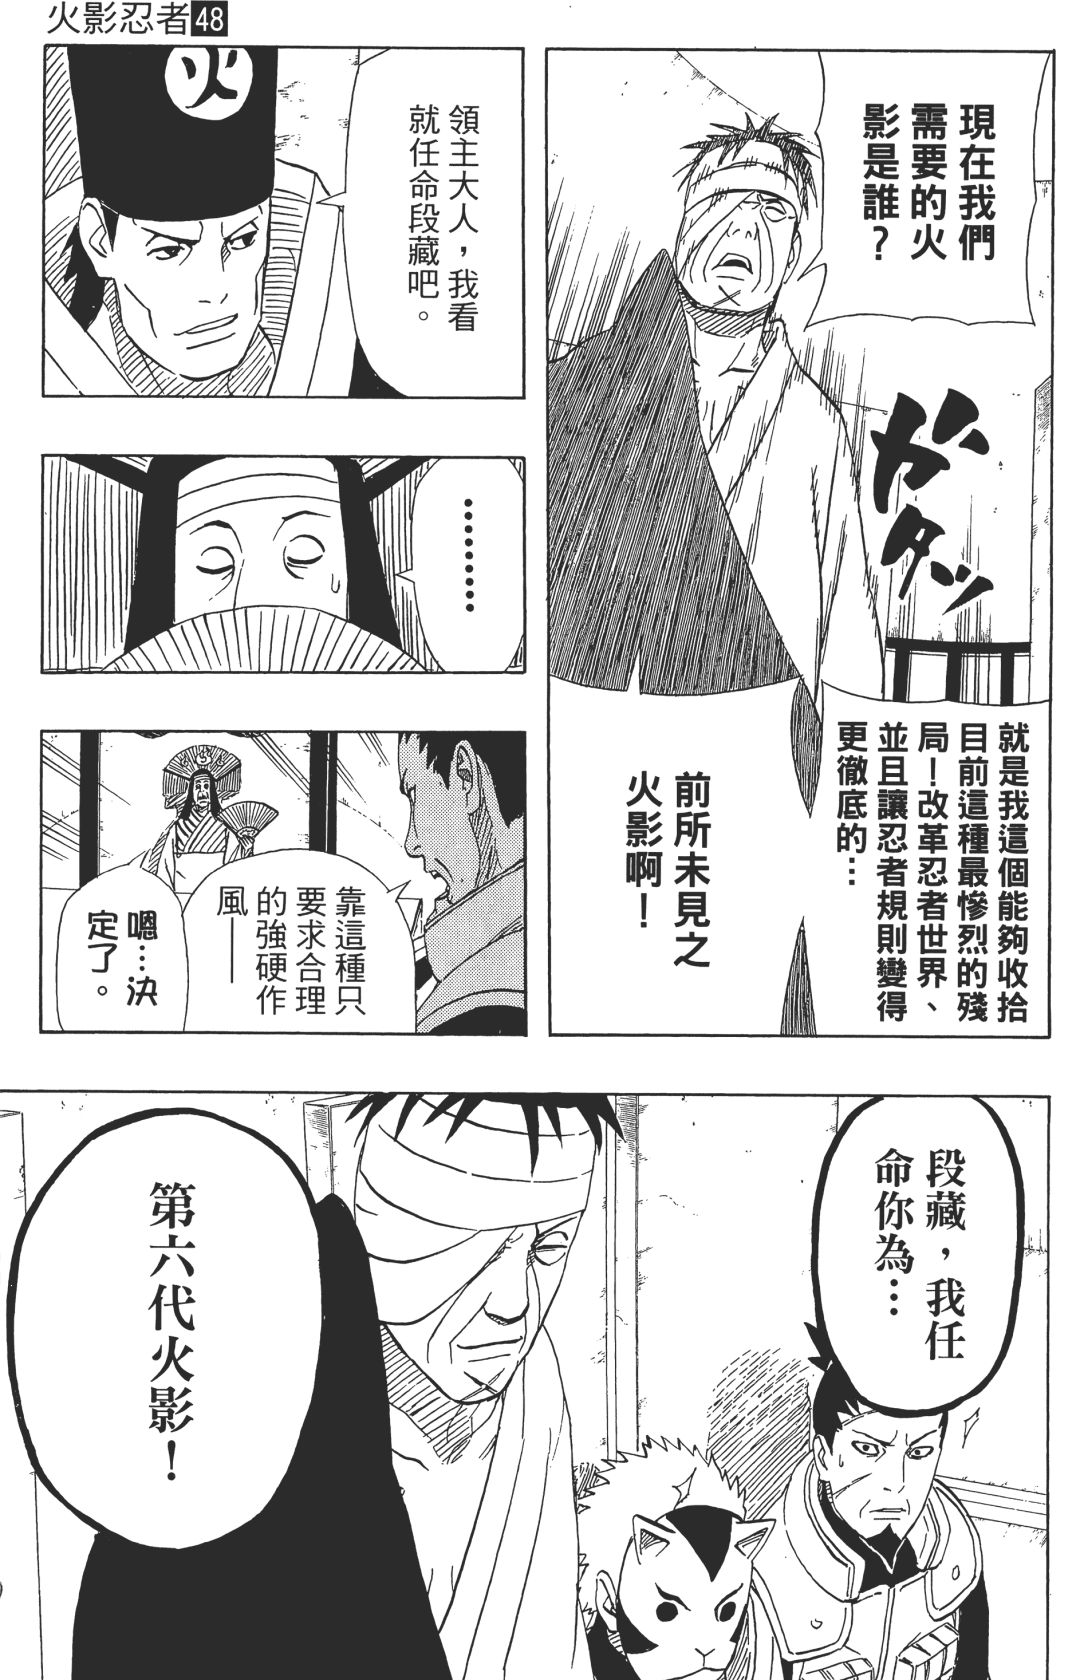 火影忍者48
現在我們
需要的火
影是誰？
ガタッ
就是我這個能夠收拾
目前這種最慘烈的殘
局！改革忍者世界、
並且讓忍者規則變得
更徹底的…
前所未見之
火影啊！
火
領主大人，我看
就任命段藏吧。
………
靠這種只
要求合理
的強硬作
風——
嗯…決
定了。
段藏，我任
命你為…
第六代火影！